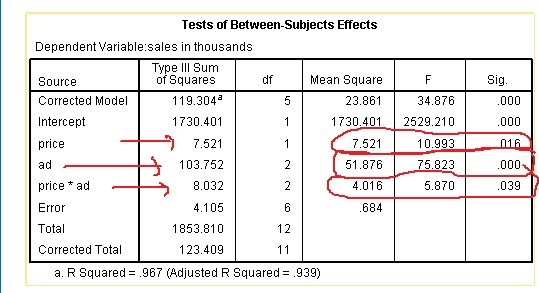 Tests of Between-Subjects Effects
Dependent Variable:sales in thousands
Source Type III Sum of Squares df Mean Square F Sig.
Corrected Model 119.304a 5 23.861 34.876 .000
Intercept 1730.401 1 1730.401 2529.210 .000
price 7.521 1 7.521 10.993 .016
ad 103.752 2 51.876 75.823 .000
price * ad 8.032 2 4.016 5.870 .039
Error 4.105 6 .684
Total 1853.810 12
Corrected Total 123.409 11
a. R Squared = .967 (Adjusted R Squared = .939)